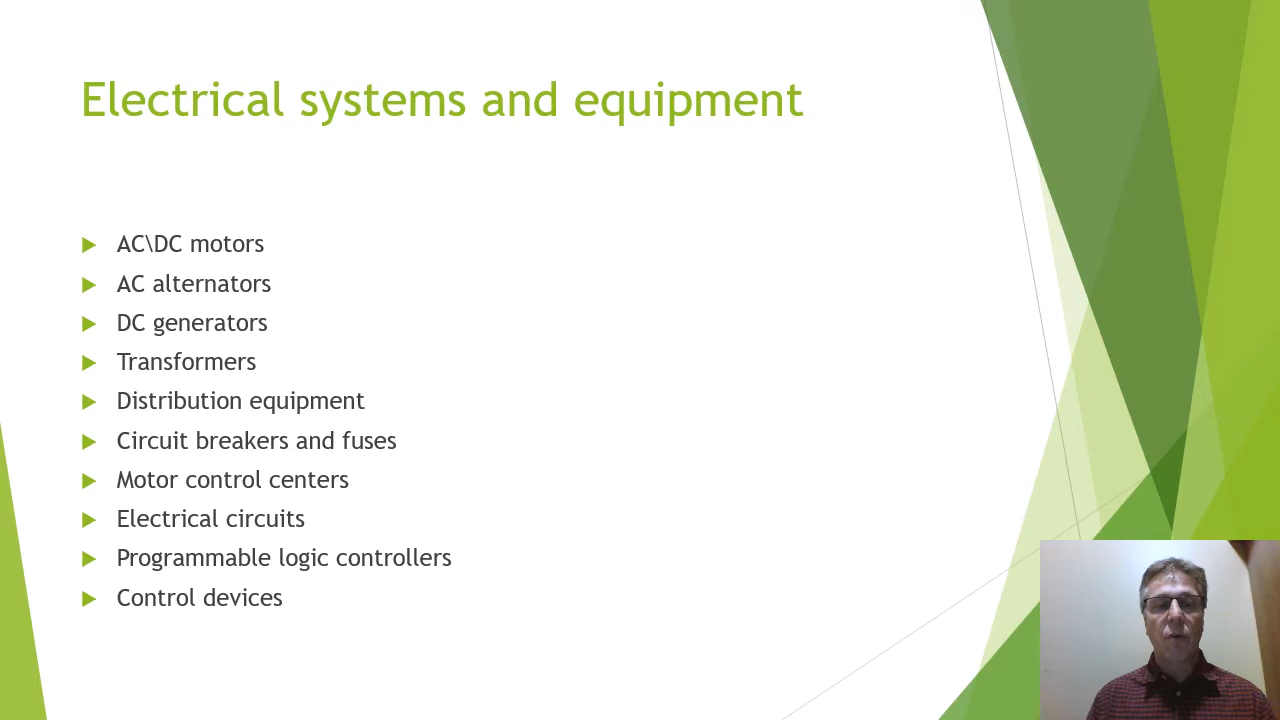 Electrical systems and equipment
AC\DC motors
AC alternators
DC generators
Transformers
Distribution equipment
Circuit breakers and fuses
Motor control centers
Electrical circuits
Programmable logic controllers
Control devices